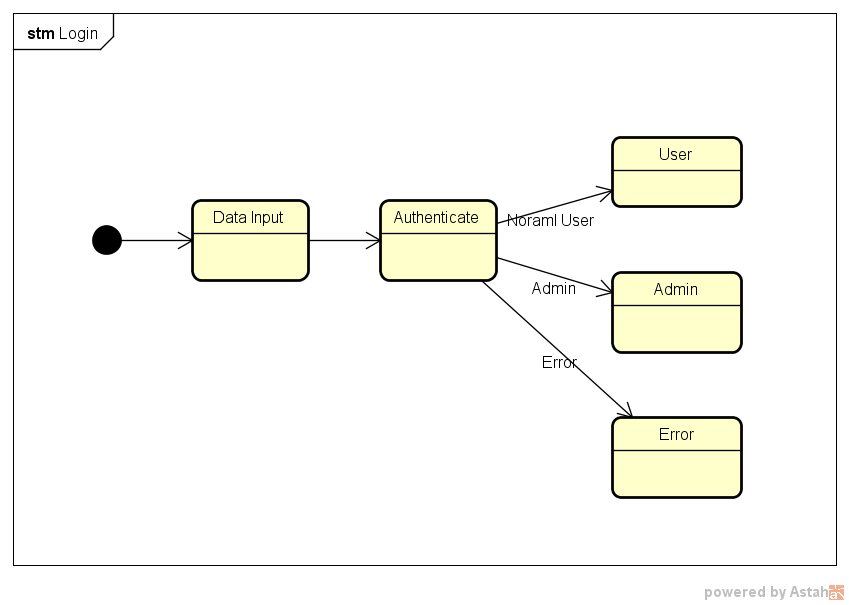 stm Login
Data Input
Authenticate
User
Noraml User
Admin
Admin
Error
Error
powered by Astah